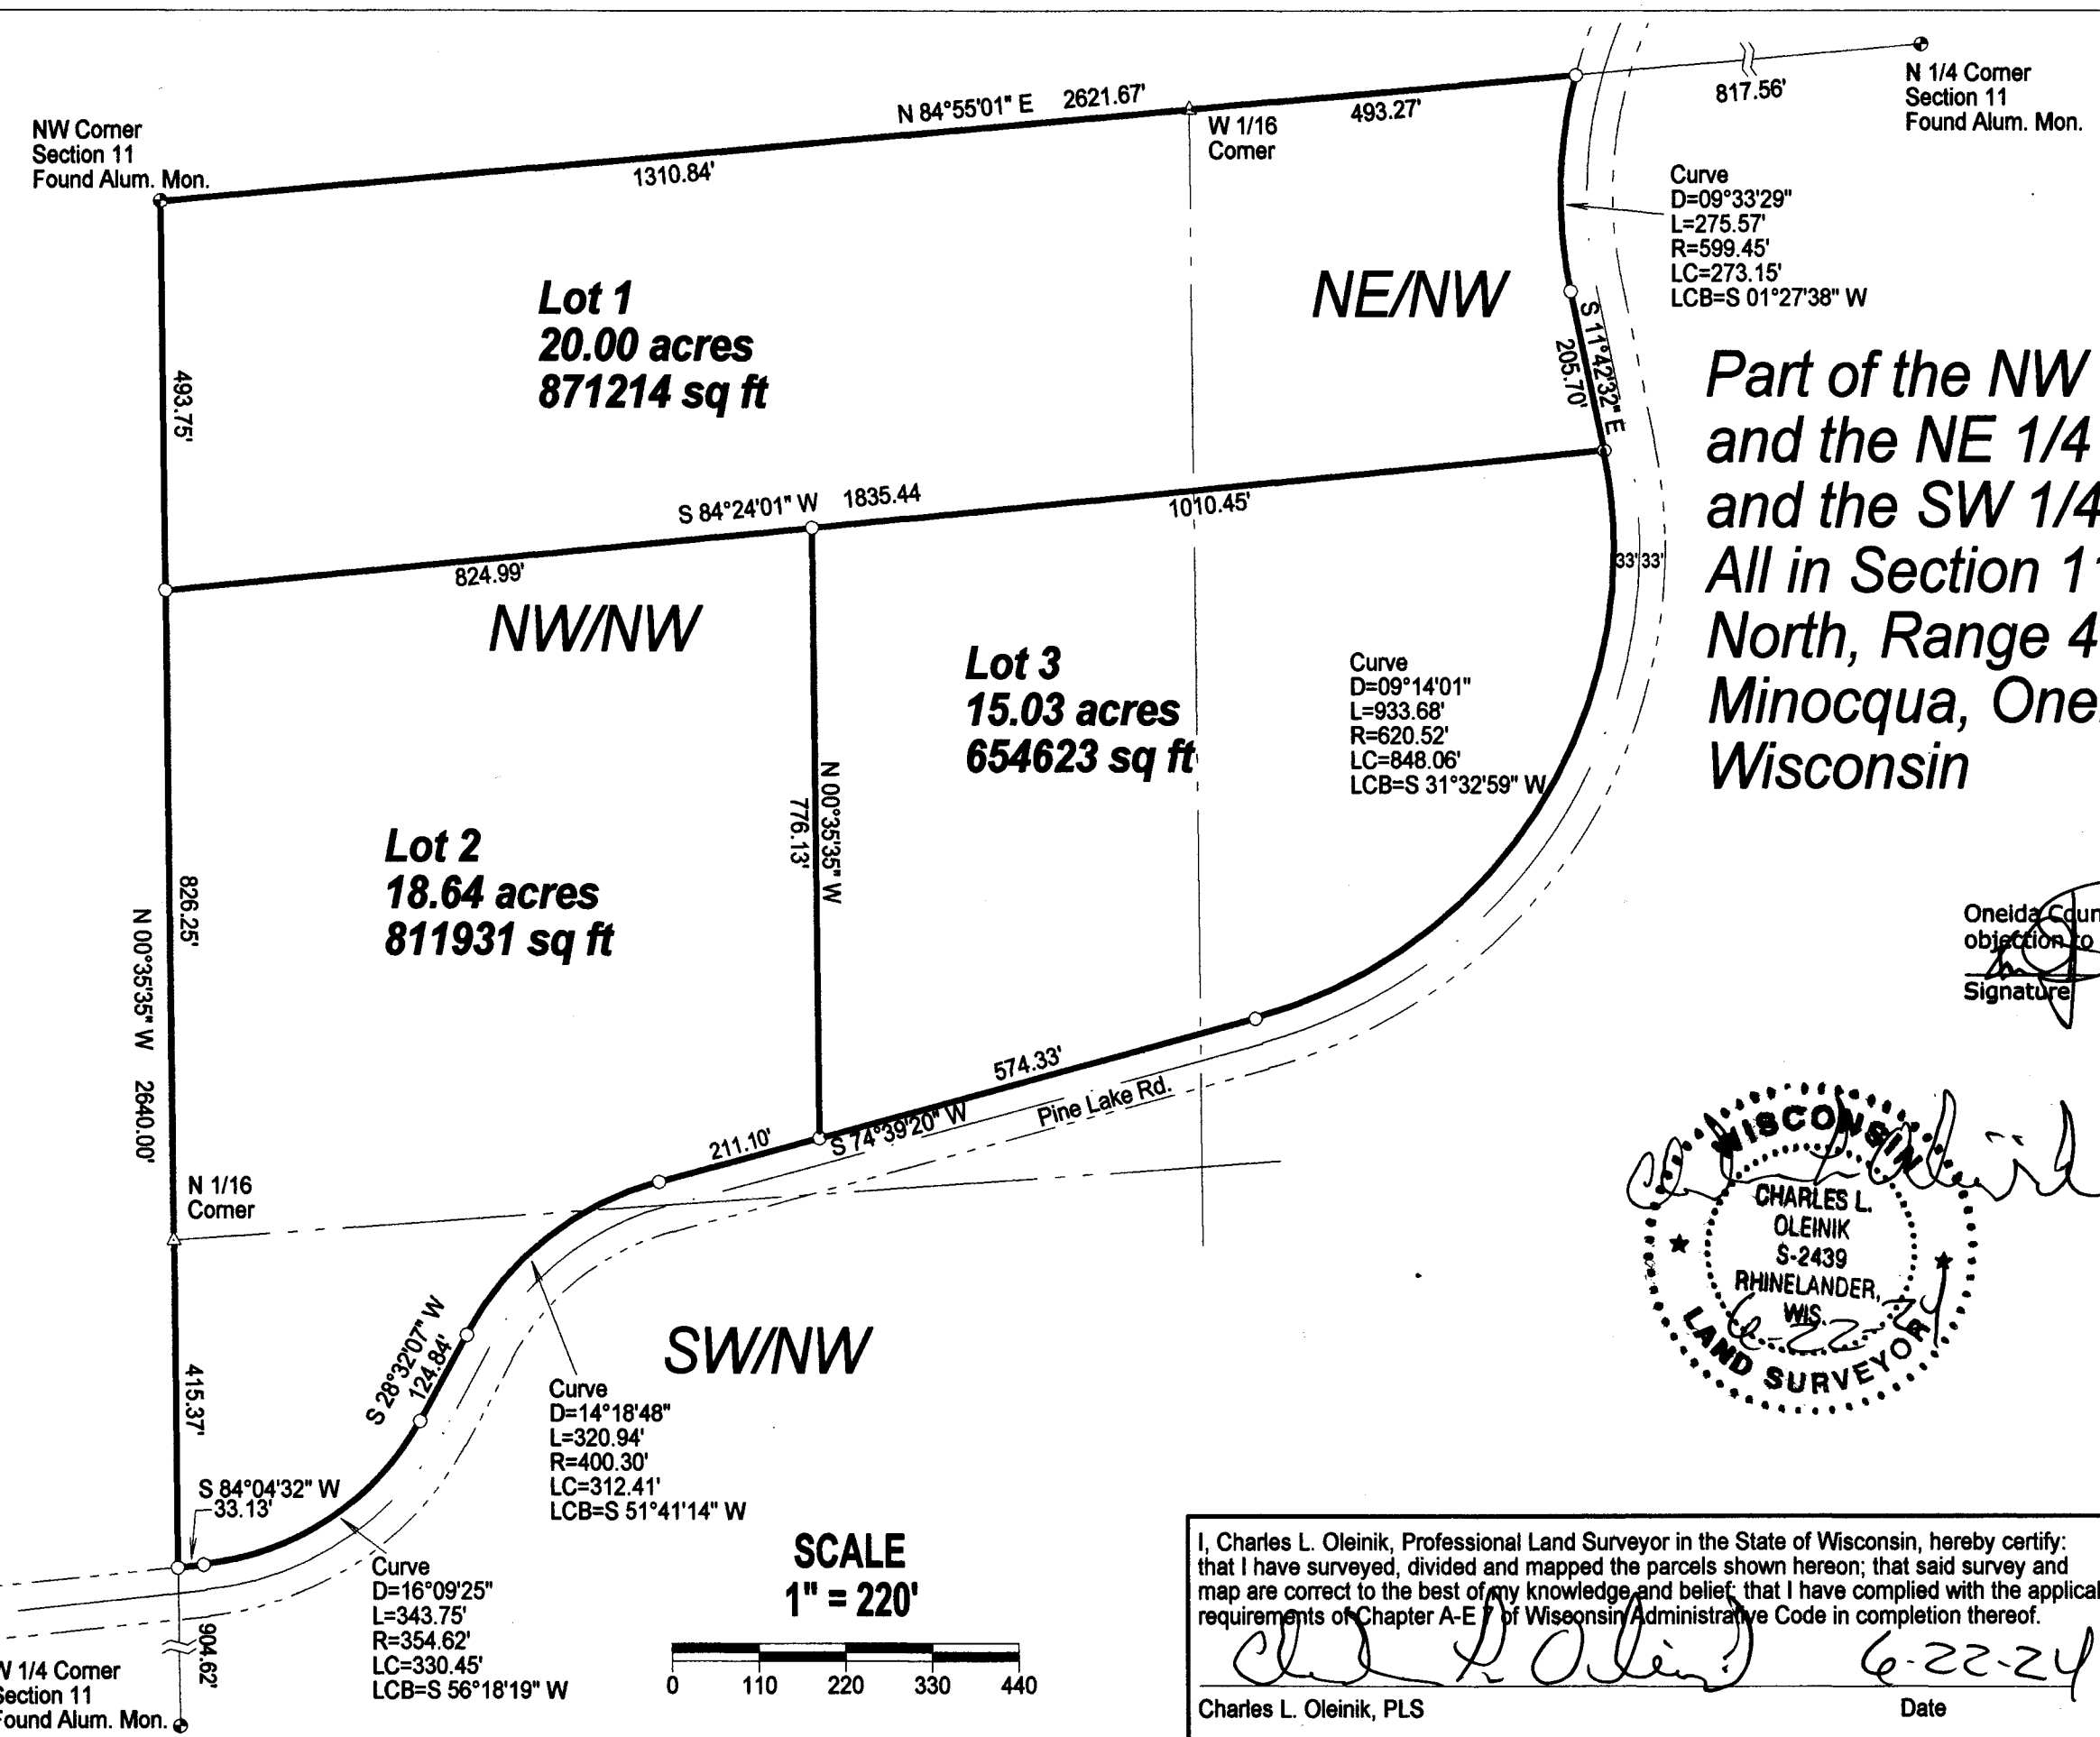 NW Corner
Section 11
Found Alum. Mon.
N 84°55'01" E 2621.67'
1310.84'
W 1/16
Corner
493.27'
817.56'
N 1/4 Corner
Section 11
Found Alum. Mon.
Curve
D=09°33'29"
L=275.57'
R=599.45'
LC=273.15'
LCB=S 01°27'38" W
Lot 1
20.00 acres
871214 sq ft
NE/NW
S 11°42'32" E
205.70'
493.75'
Part of the NW
and the NE 1/4
and the SW 1/4
All in Section 11
North, Range 4
Minocqua, One
Wisconsin
S 84°24'01" W 1835.44
1010.45'
824.99'
33' 33'
NW/NW
Lot 3
15.03 acres
654623 sq ft
Curve
D=09°14'01"
L=933.68'
R=620.52'
LC=848.06'
LCB=S 31°32'59" W
N 00°35'35" W
776.13'
Lot 2
18.64 acres
811931 sq ft
826.25'
N 00°35'35" W 2640.00'
Oneida Coun
objection to
Signature
574.33'
S 74°39'20" W
Pine Lake Rd.
211.10'
N 1/16
Corner
WISCONSIN
CHARLES L.
OLEINIK
S-2439
RHINELANDER,
WIS.
6-22-24
LAND SURVEYOR
S 28°32'07" W
124.84'
SW/NW
415.37'
Curve
D=14°18'48"
L=320.94'
R=400.30'
LC=312.41'
LCB=S 51°41'14" W
S 84°04'32" W
33.13'
Curve
D=16°09'25"
L=343.75'
R=354.62'
LC=330.45'
LCB=S 56°18'19" W
904.62'
W 1/4 Corner
Section 11
Found Alum. Mon.
SCALE
1" = 220'
0 110 220 330 440
I, Charles L. Oleinik, Professional Land Surveyor in the State of Wisconsin, hereby certify:
that I have surveyed, divided and mapped the parcels shown hereon; that said survey and
map are correct to the best of my knowledge and belief; that I have complied with the applical
requirements of Chapter A-E 7 of Wisconsin Administrative Code in completion thereof.
6-22-24
Charles L. Oleinik, PLS Date